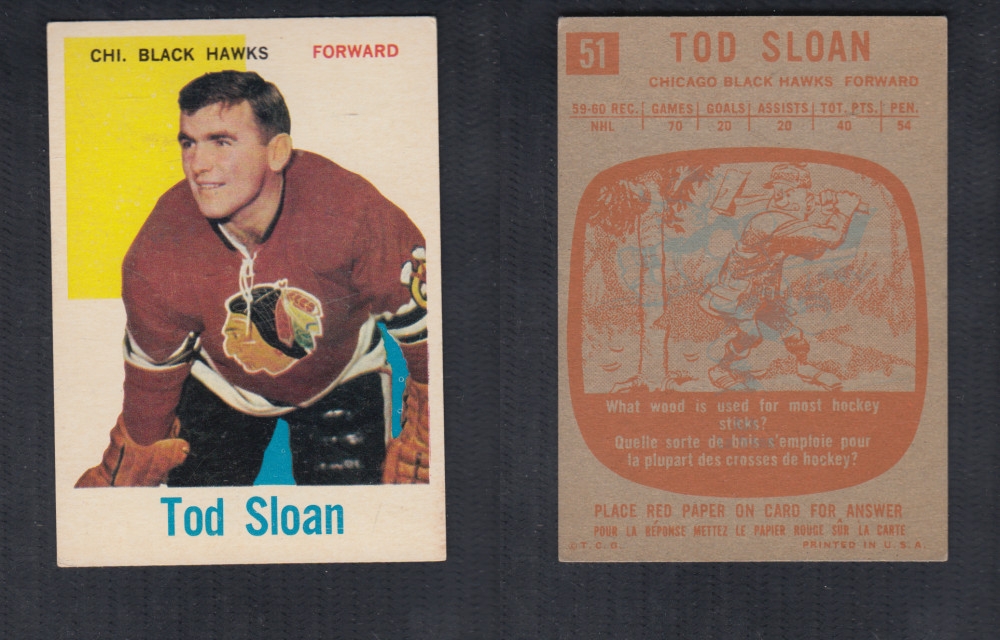 CHI. BLACK HAWKS FORWARD
Tod Sloan
51 TOD SLOAN
CHICAGO BLACK HAWKS FORWARD
59-60 REC. GAMES GOALS ASSISTS TOT. PTS. PEN.
NHL 70 20 20 40 54
What wood is used for most hockey
sticks?
Quelle sorte de bois s'emploie pour
la plupart des crosses de hockey?
PLACE RED PAPER ON CARD FOR ANSWER
POUR LA RÉPONSE METTEZ LE PAPIER ROUGE SÛR LA CARTE
©T.C.G. PRINTED IN U.S.A.